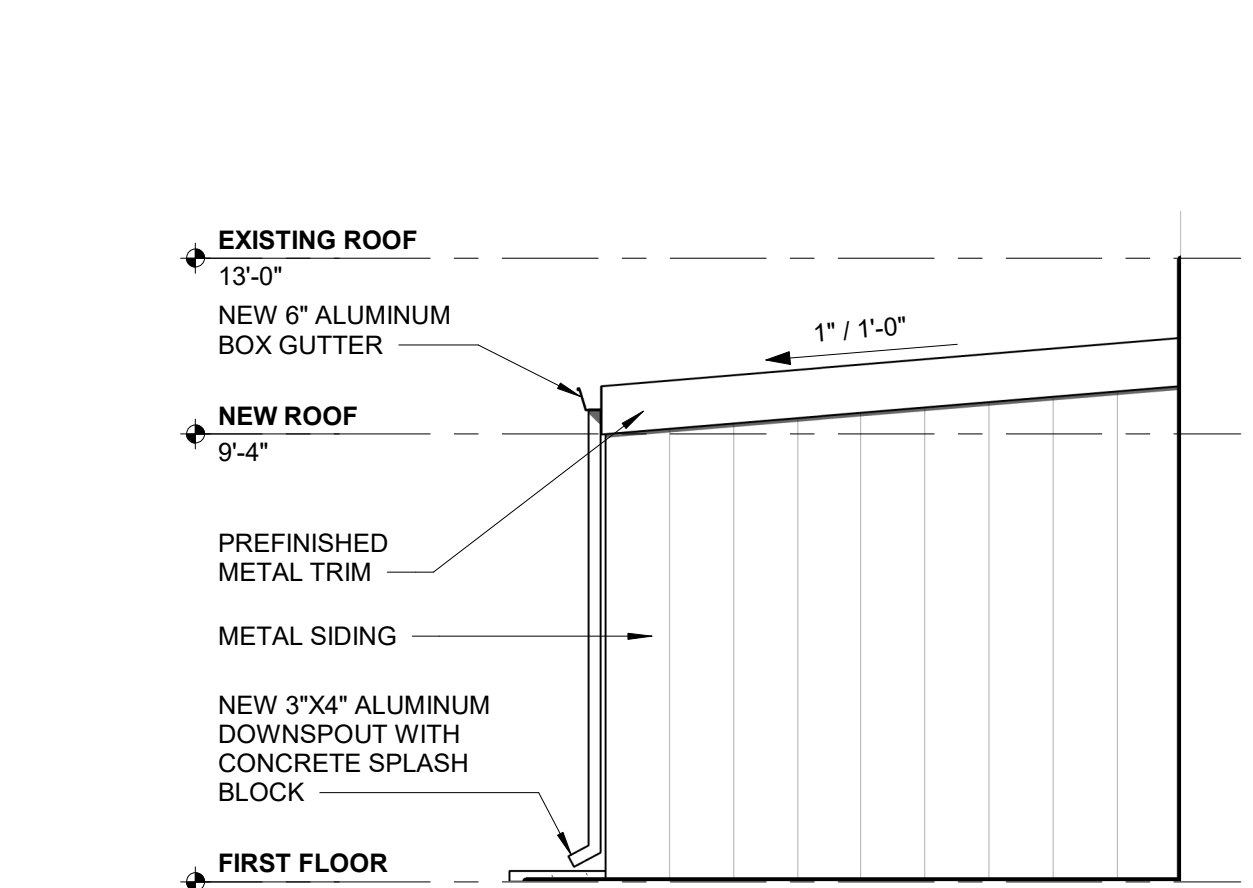 EXISTING ROOF
13'-0"
NEW 6" ALUMINUM
BOX GUTTER
1" / 1'-0"
NEW ROOF
9'-4"
PREFINISHED
METAL TRIM
METAL SIDING
NEW 3"X4" ALUMINUM
DOWNSPOUT WITH
CONCRETE SPLASH
BLOCK
FIRST FLOOR